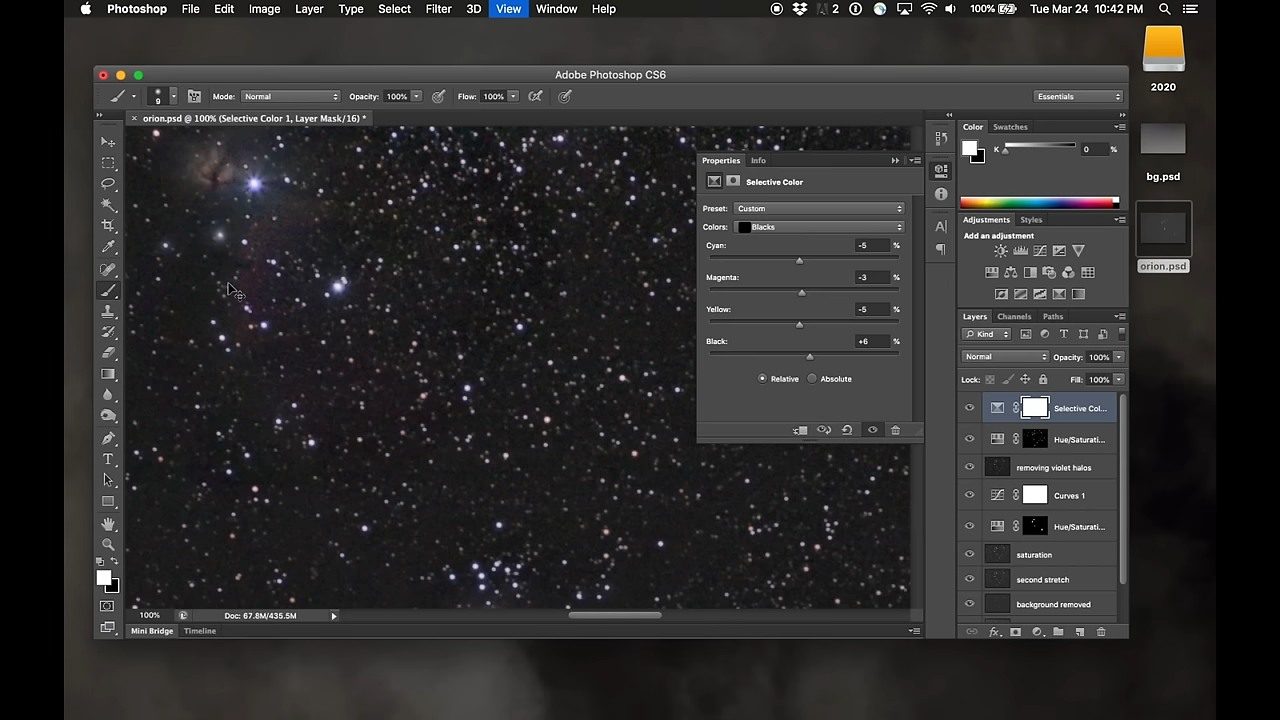 Photoshop File Edit Image Layer Type Select Filter 3D View Window Help 2 100% Tue Mar 24 10:42 PM
2020
bg.psd
orion.psd
Adobe Photoshop CS6
9 Mode: Normal Opacity: 100% Flow: 100% Essentials
× orion.psd @ 100% (Selective Color 1, Layer Mask/16) *
Properties Info
Selective Color
Preset: Custom
Colors: Blacks
Cyan: -5 %
Magenta: -3 %
Yellow: -5 %
Black: +6 %
Relative Absolute
Color Swatches
K 0 %
Adjustments Styles
Add an adjustment
Layers Channels Paths
Kind
Normal Opacity: 100%
Lock: Fill: 100%
Selective Col...
Hue/Saturati...
removing violet halos
Curves 1
Hue/Saturati...
saturation
second stretch
background removed
100% Doc: 67.8M/435.5M
Mini Bridge Timeline